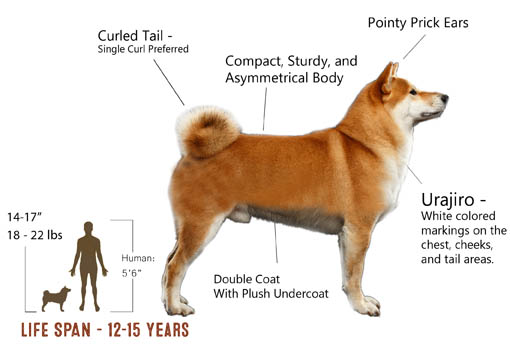 Pointy Prick Ears
Curled Tail -
Single Curl Preferred
Compact, Sturdy, and
Asymmetrical Body
Urajiro -
White colored
markings on the
chest, cheeks,
and tail areas.
14-17"
18 - 22 lbs
Human:
5'6"
Double Coat
With Plush Undercoat
LIFE SPAN - 12-15 YEARS